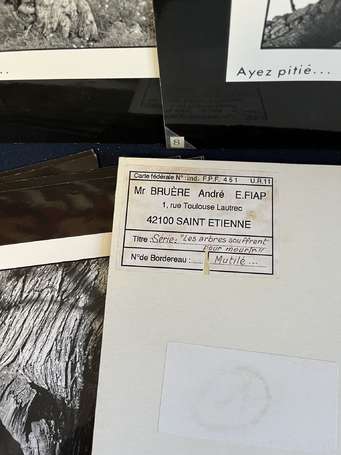 Ayez pitié...
8
Carte fédérale N°: ind. F.P.F. 451 U.R.11
Mr BRUÈRE André E.FIAP
1, rue Toulouse Lautrec
42100 SAINT ETIENNE
Titre : Série: "Les arbres souffrent
pour mourir"
N°de Bordereau : Mutilé...